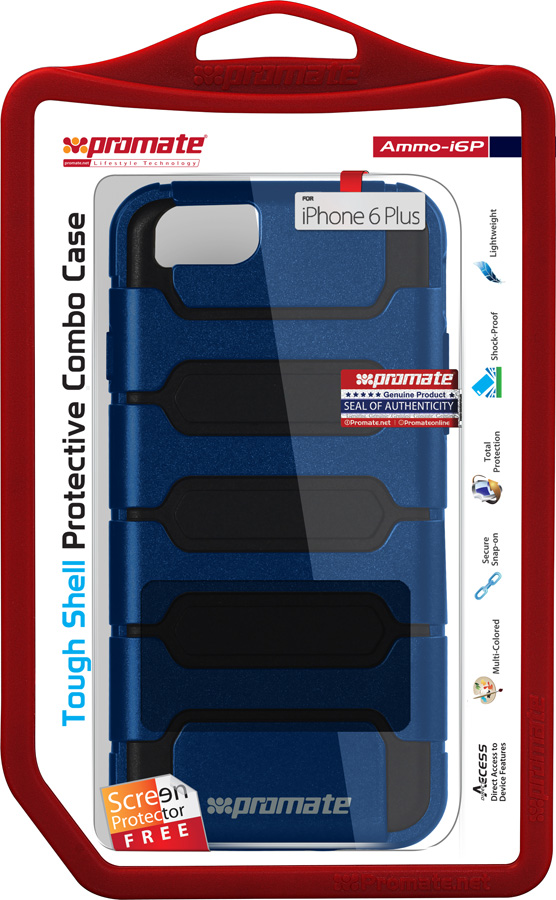 promate
promate®
promate.net Lifestyle Technology
Ammo-i6P
FOR
iPhone 6 Plus
Tough Shell Protective Combo Case
Lightweight
Shock-Proof
Total
Protection
Secure
Snap-on
Multi-Colored
Access
Direct Access to
Device Features
promate
Genuine Product
SEAL OF AUTHENTICITY
Promate.net | Promateonline
Screen
Protector
FREE
promate
promate
promate.net